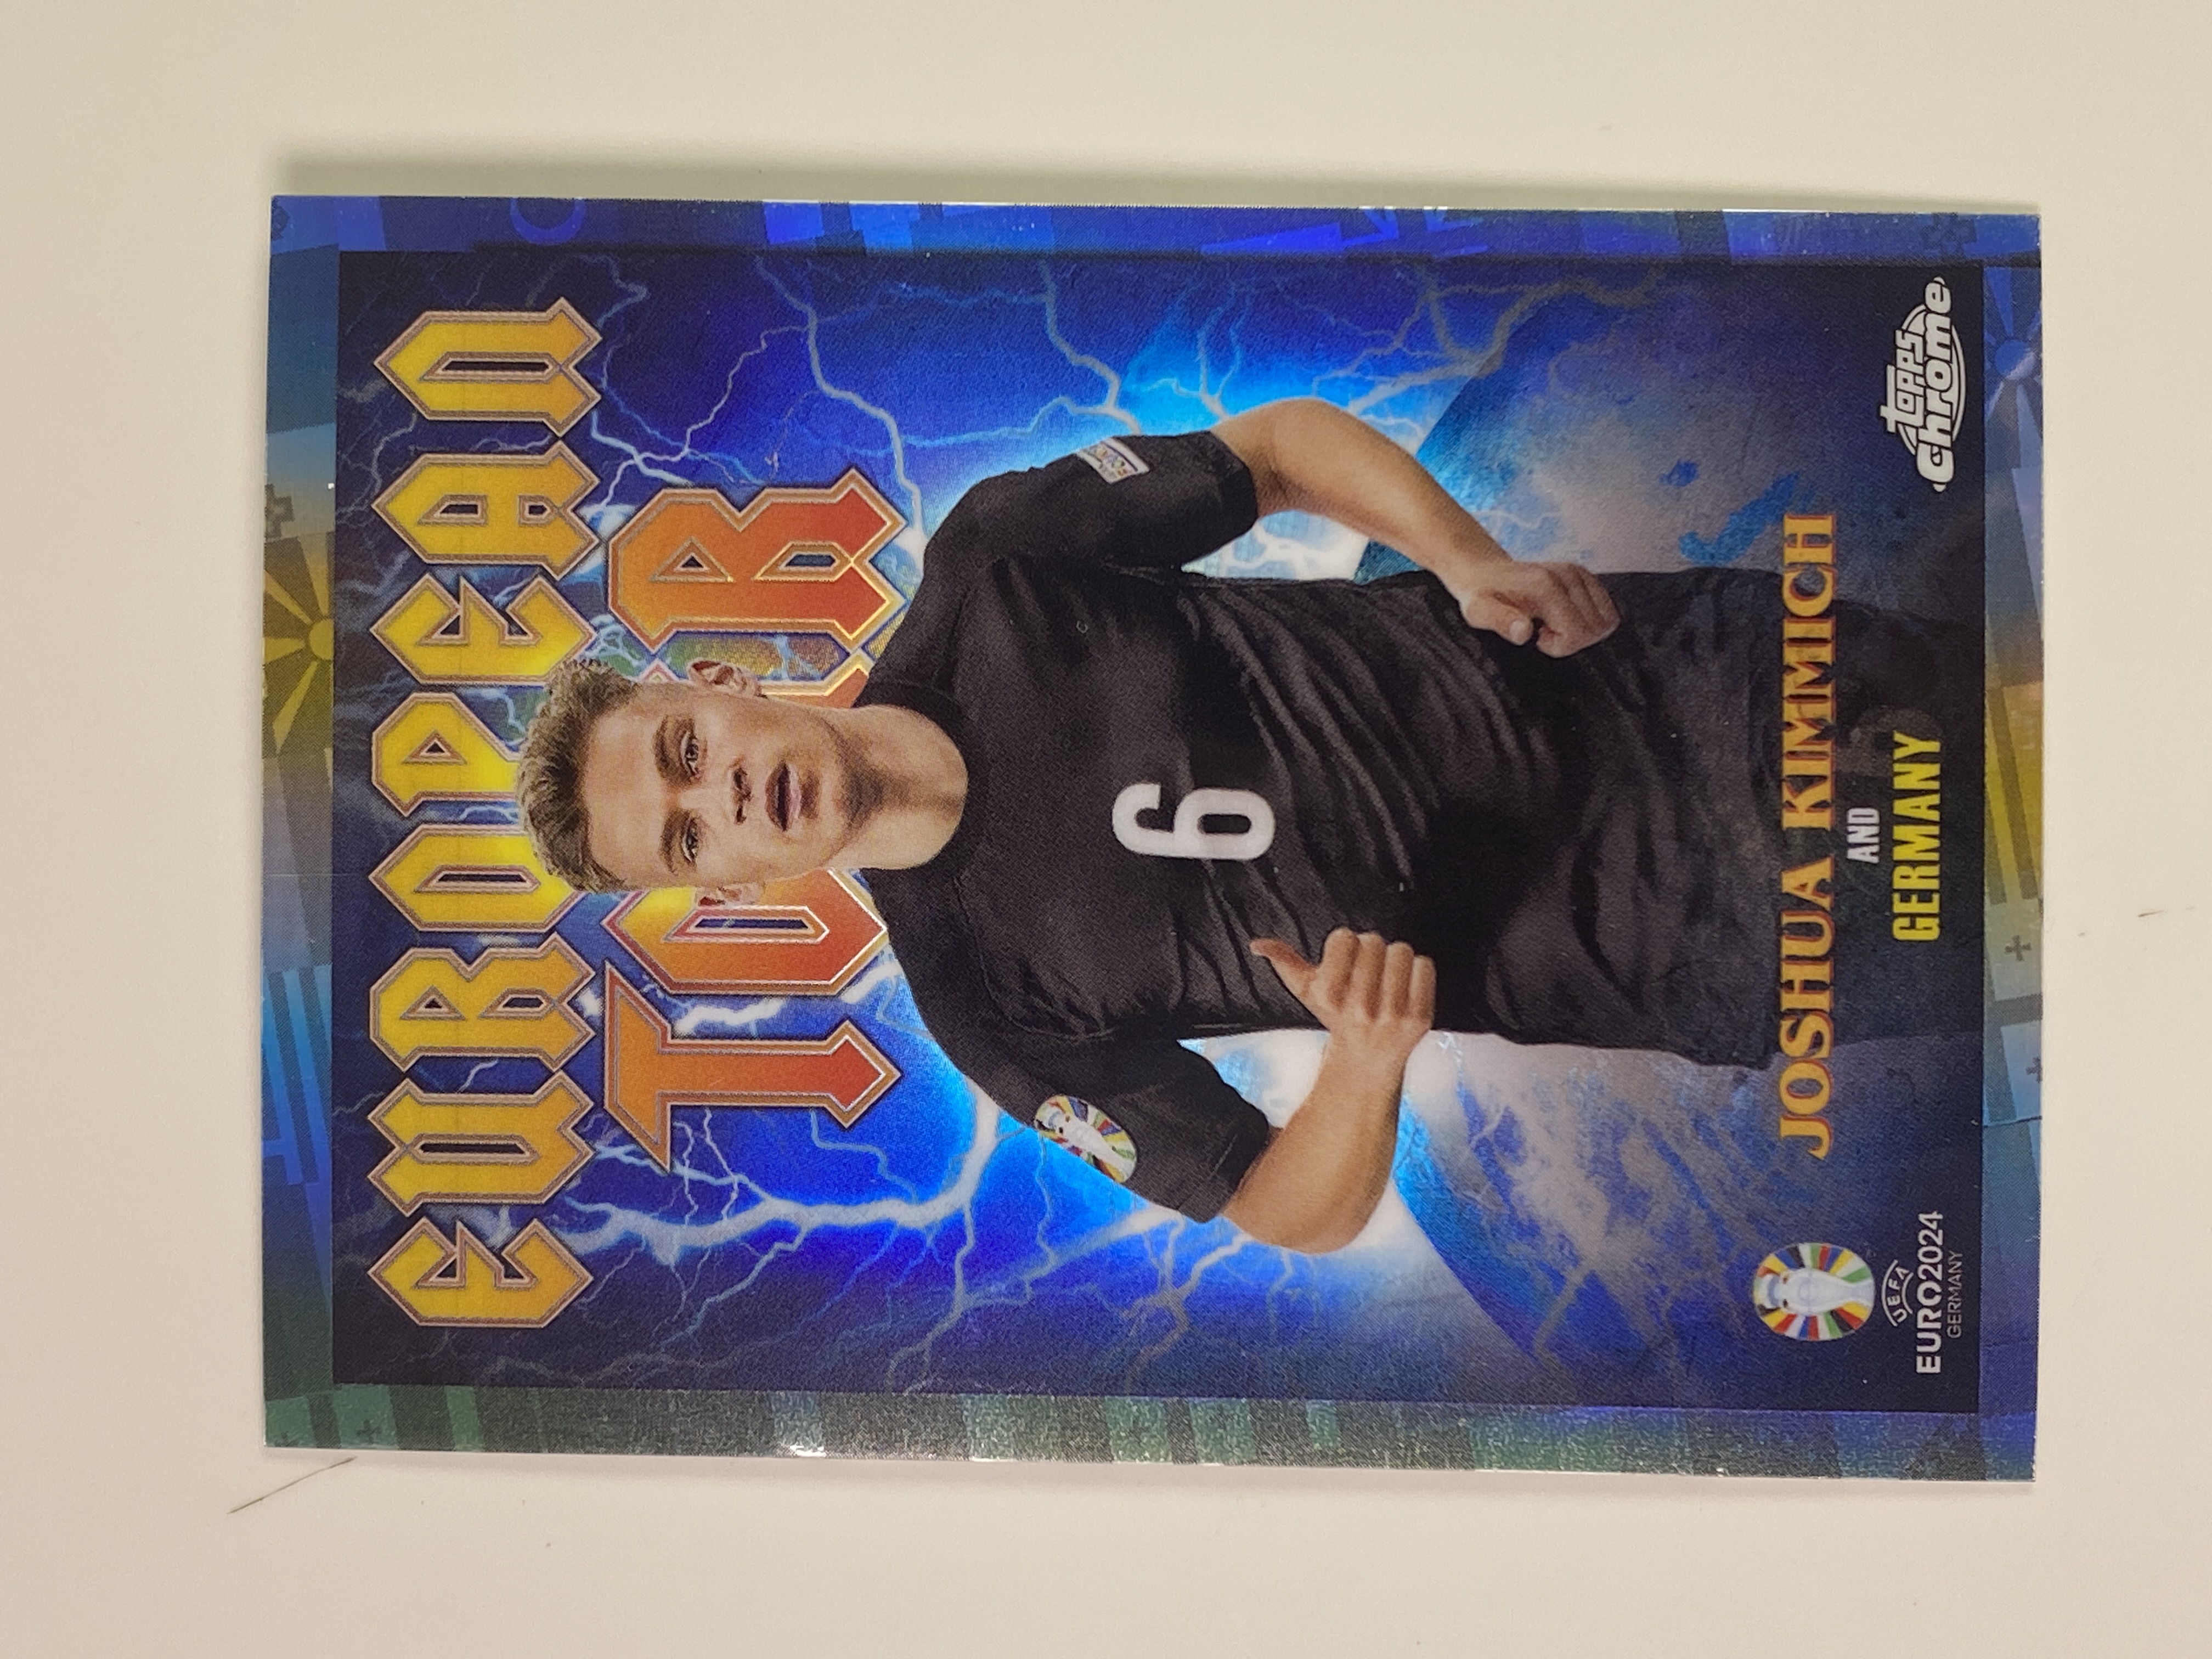 EUROPEAN
TOUR
6
JOSHUA KIMMICH
AND
GERMANY
UEFA
EURO2024
GERMANY
topps
chrome